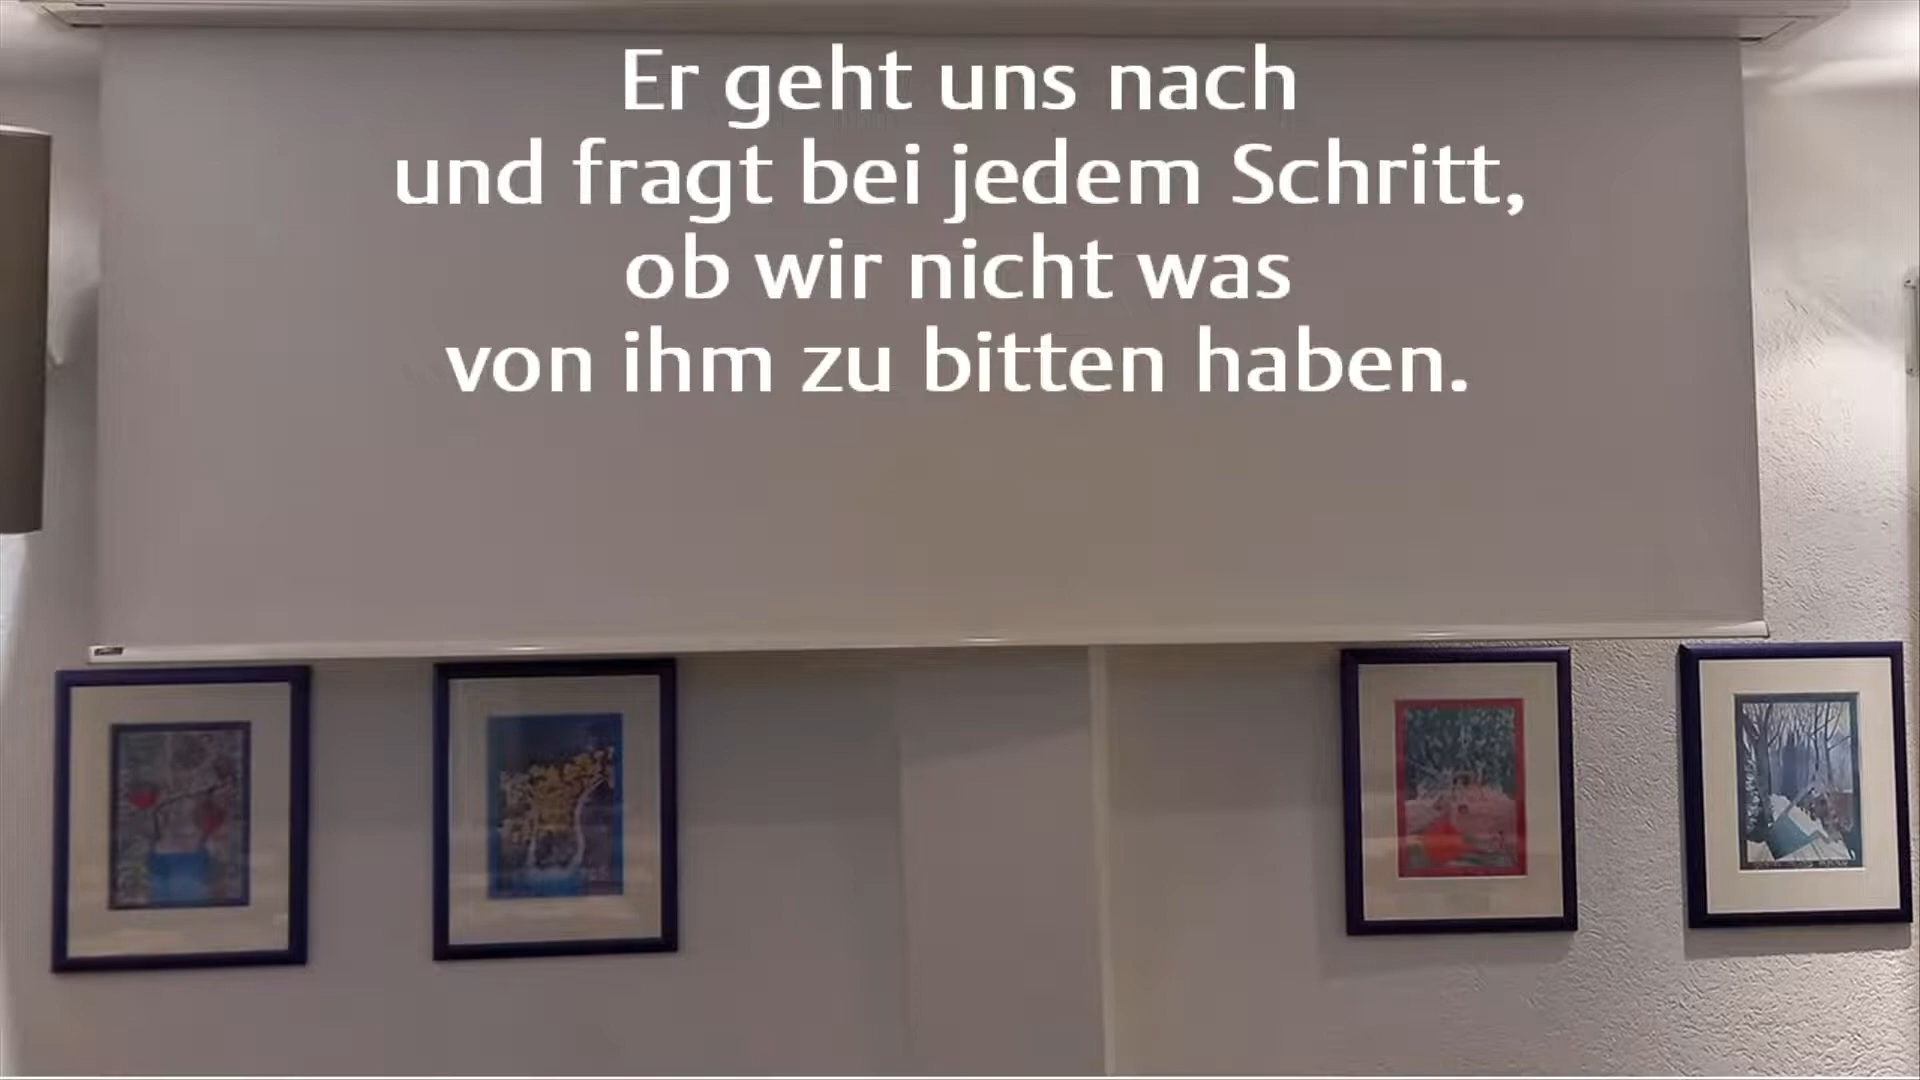 Er geht uns nach
und fragt bei jedem Schritt,
ob wir nicht was
von ihm zu bitten haben.